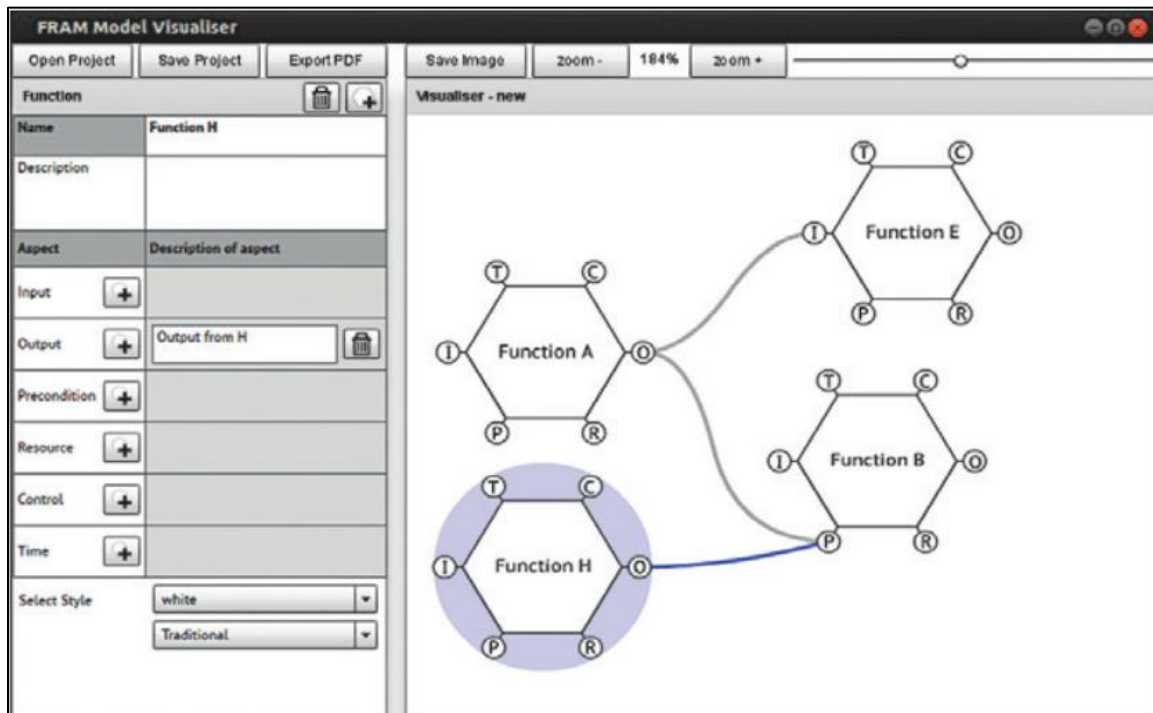 FRAM Model Visualiser
Open Project Save Project Export PDF Save Image zoom - 184% zoom +
Function
Visualiser - new
Name Function H
Description
Aspect Description of aspect
Input
Output Output from H
Precondition
Resource
Control
Time
Select Style white
Traditional
T C
I Function E O
P R
T C
I Function A O
P R
T C
I Function B O
P R
T C
I Function H O
P R